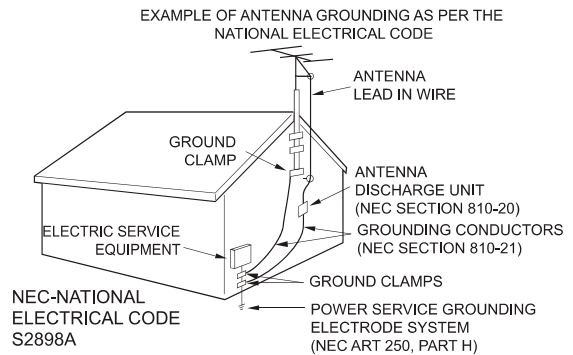 EXAMPLE OF ANTENNA GROUNDING AS PER THE
NATIONAL ELECTRICAL CODE
ANTENNA
LEAD IN WIRE
GROUND
CLAMP
ANTENNA
DISCHARGE UNIT
(NEC SECTION 810-20)
ELECTRIC SERVICE
EQUIPMENT
GROUNDING CONDUCTORS
(NEC SECTION 810-21)
GROUND CLAMPS
NEC-NATIONAL
ELECTRICAL CODE
S2898A
POWER SERVICE GROUNDING
ELECTRODE SYSTEM
(NEC ART 250, PART H)